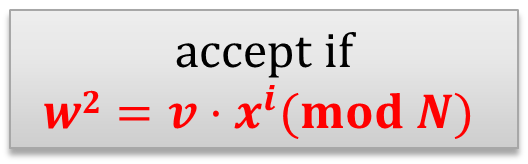 accept if
w² = v · xⁱ(mod N)